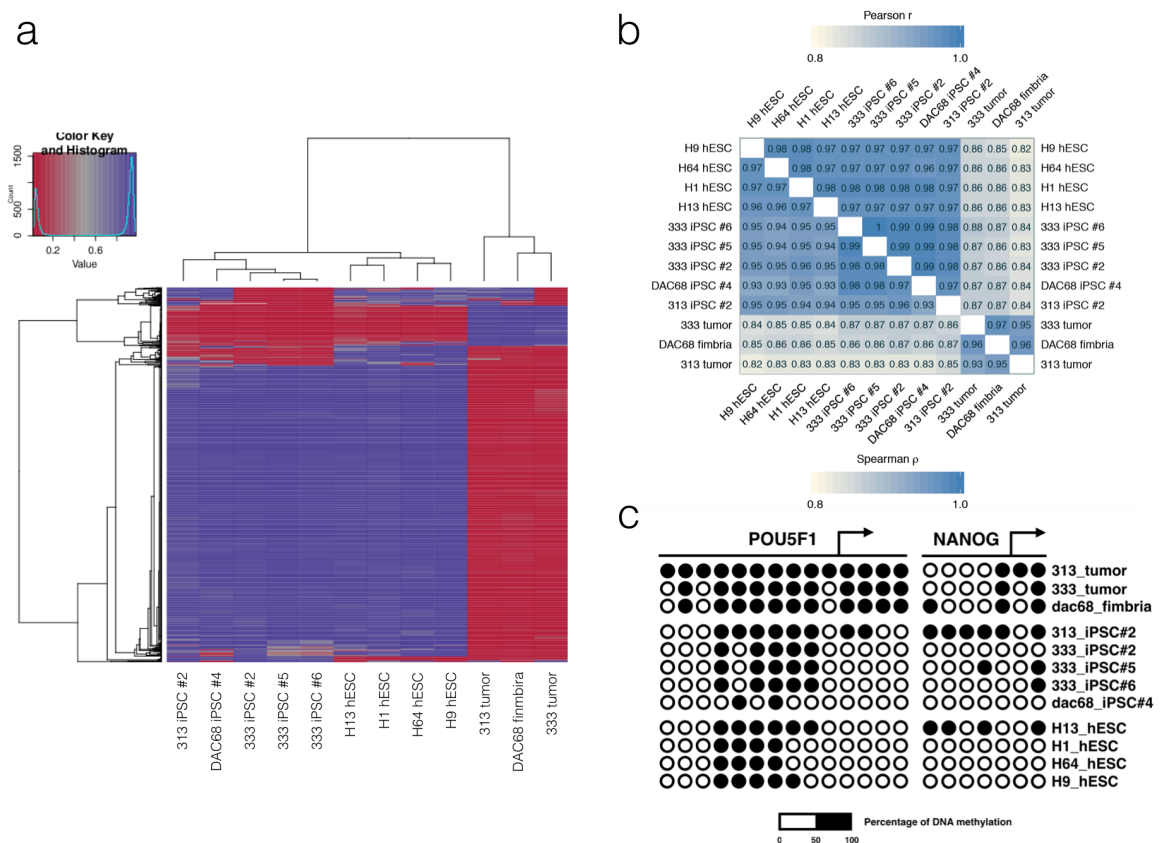 a
Color Key
and Histogram
Count
0
500
1500
0.2
0.6
Value
313 iPSC #2
DAC68 iPSC #4
333 iPSC #2
333 iPSC #5
333 iPSC #6
H13 hESC
H1 hESC
H64 hESC
H9 hESC
313 tumor
DAC68 finmbira
333 tumor
b
Pearson r
0.8 1.0
H9 hESC
H64 hESC
H1 hESC
H13 hESC
333 iPSC #6
333 iPSC #5
333 iPSC #2
DAC68 iPSC #4
313 iPSC #2
333 tumor
DAC68 fimbria
313 tumor
H9 hESC 0.98 0.98 0.97 0.97 0.97 0.97 0.97 0.97 0.86 0.85 0.82 H9 hESC
H64 hESC 0.97 0.98 0.97 0.97 0.97 0.97 0.96 0.97 0.86 0.86 0.83 H64 hESC
H1 hESC 0.97 0.97 0.98 0.98 0.98 0.98 0.98 0.97 0.86 0.86 0.83 H1 hESC
H13 hESC 0.96 0.96 0.97 0.97 0.97 0.97 0.97 0.97 0.86 0.86 0.83 H13 hESC
333 iPSC #6 0.95 0.94 0.95 0.95 1 0.99 0.99 0.98 0.88 0.87 0.84 333 iPSC #6
333 iPSC #5 0.95 0.94 0.95 0.95 0.99 0.99 0.99 0.98 0.87 0.86 0.83 333 iPSC #5
333 iPSC #2 0.95 0.95 0.96 0.95 0.98 0.98 0.99 0.98 0.87 0.86 0.84 333 iPSC #2
DAC68 iPSC #4 0.93 0.93 0.95 0.93 0.98 0.98 0.97 0.97 0.87 0.87 0.84 DAC68 iPSC #4
313 iPSC #2 0.95 0.95 0.94 0.94 0.95 0.95 0.96 0.93 0.87 0.87 0.84 313 iPSC #2
333 tumor 0.84 0.85 0.85 0.84 0.87 0.87 0.87 0.87 0.86 0.97 0.95 333 tumor
DAC68 fimbria 0.85 0.86 0.86 0.85 0.86 0.86 0.87 0.86 0.87 0.96 0.96 DAC68 fimbria
313 tumor 0.82 0.83 0.83 0.83 0.83 0.83 0.84 0.83 0.85 0.93 0.95 313 tumor
H9 hESC
H64 hESC
H1 hESC
H13 hESC
333 iPSC #6
333 iPSC #5
333 iPSC #2
DAC68 iPSC #4
313 iPSC #2
333 tumor
DAC68 fimbria
313 tumor
Spearman ρ
0.8 1.0
c
POU5F1 NANOG
313_tumor
333_tumor
dac68_fimbria
313_iPSC#2
333_iPSC#2
333_iPSC#5
333_iPSC#6
dac68_iPSC#4
H13_hESC
H1_hESC
H64_hESC
H9_hESC
Percentage of DNA methylation
0 50 100